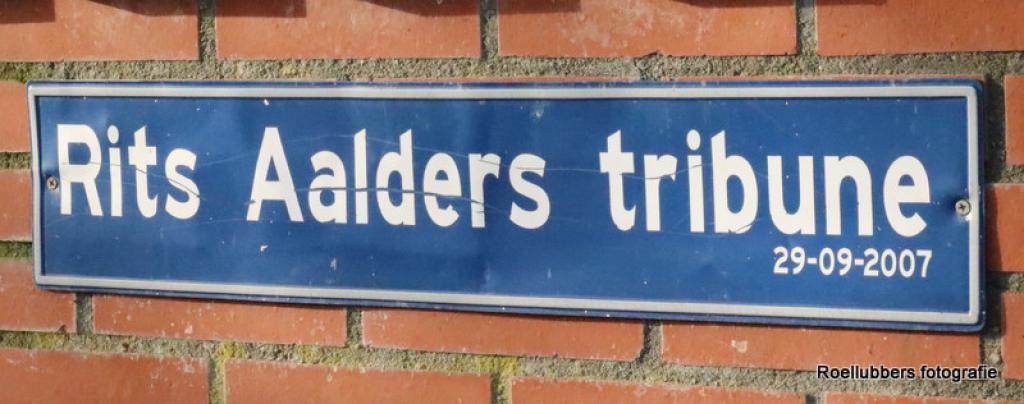 Rits Aalders tribune
29-09-2007
Roellubbers fotografie